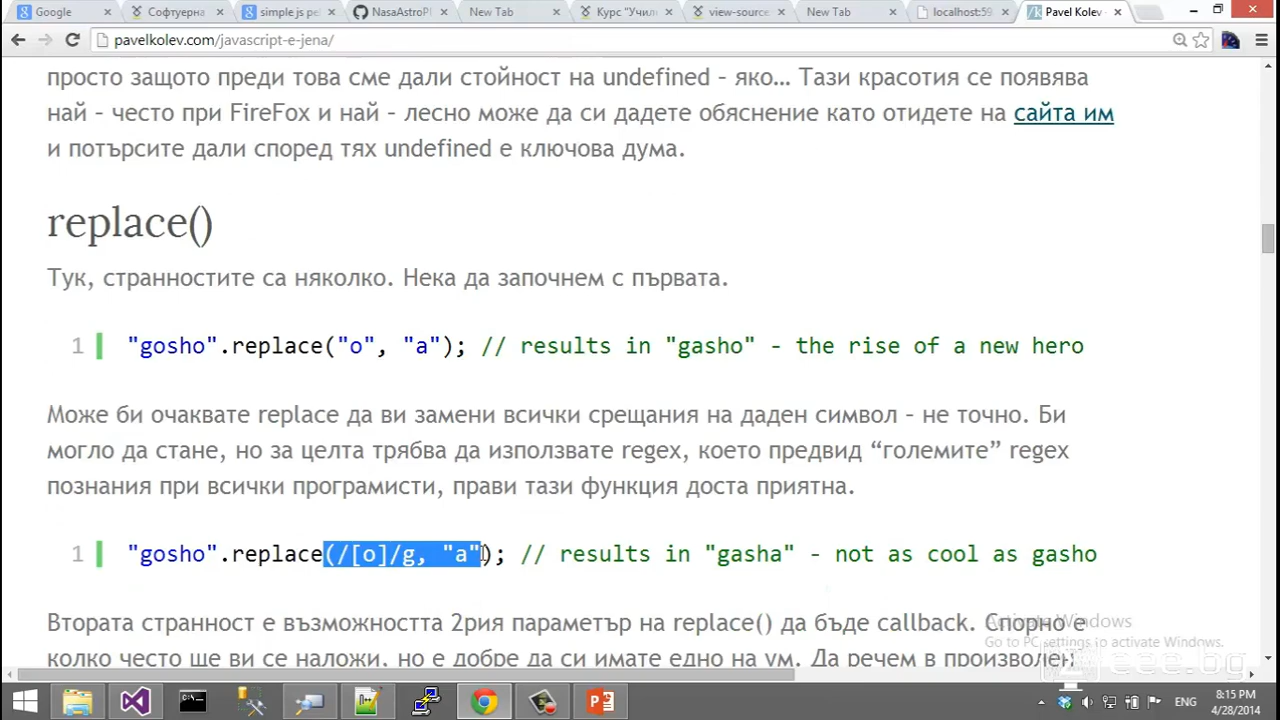 Google
Софтуерна
simple js pe
NasaAstroPh
New Tab
Курс "Учил
view-source:
New Tab
localhost:59
Pavel Kolev -
pavelkolev.com/javascript-e-jena/
просто защото преди това сме дали стойност на undefined – яко… Тази красотия се появява
най – често при FireFox и най – лесно може да си дадете обяснение като отидете на сайта им
и потърсите дали според тях undefined е ключова дума.
replace()
Тук, странностите са няколко. Нека да започнем с първата.
1 "gosho".replace("o", "a"); // results in "gasho" - the rise of a new hero
Може би очаквате replace да ви замени всички срещания на даден символ – не точно. Би
могло да стане, но за целта трябва да използвате regex, което предвид “големите” regex
познания при всички програмисти, прави тази функция доста приятна.
1 "gosho".replace(/[o]/g, "a"); // results in "gasha" - not as cool as gasho
Втората странност е възможността 2рия параметър на replace() да бъде callback. Спорно е
колко често ще ви се наложи, но е добре да си имате едно на ум. Да речем в произволен
Activate Windows
Go to PC settings to activate Windows.
eee.bg
ENG
8:15 PM
4/28/2014